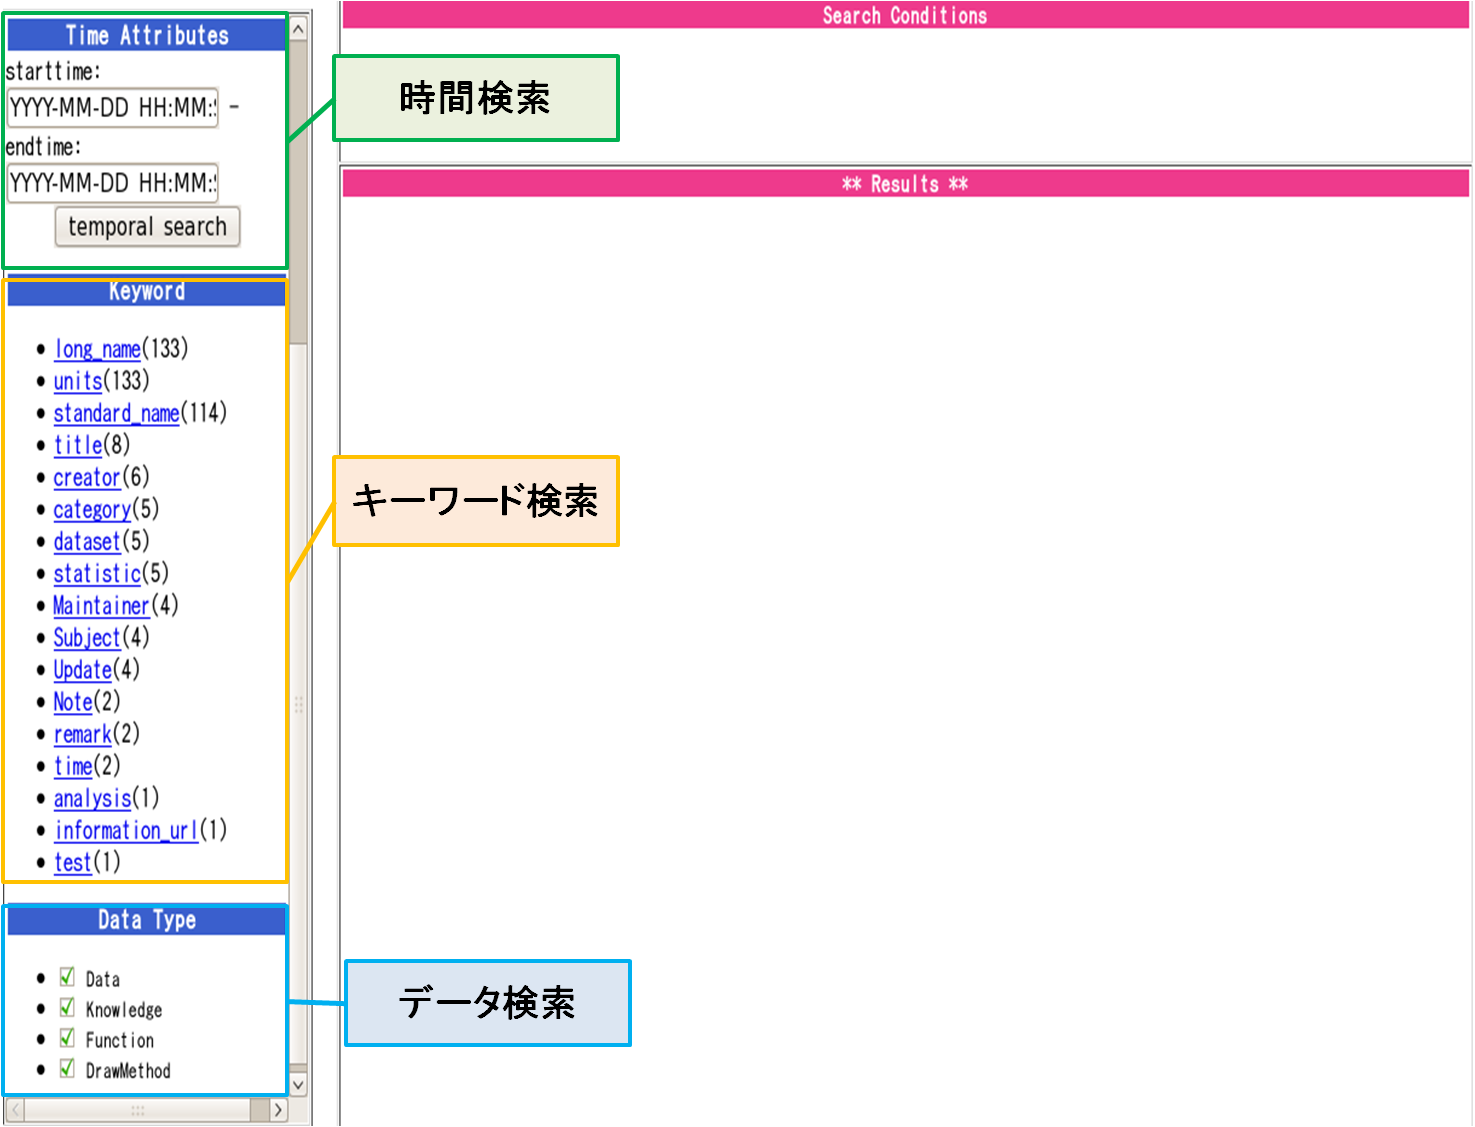 Time Attributes
starttime:
YYYY-MM-DD HH:MM:S -
endtime:
YYYY-MM-DD HH:MM:S
temporal search
Keyword
• long_name(133)
• units(133)
• standard_name(114)
• title(8)
• creator(6)
• category(5)
• dataset(5)
• statistic(5)
• Maintainer(4)
• Subject(4)
• Update(4)
• Note(2)
• remark(2)
• time(2)
• analysis(1)
• information_url(1)
• test(1)
Data Type
• Data
• Knowledge
• Function
• DrawMethod
時間検索
キーワード検索
データ検索
Search Conditions
** Results **